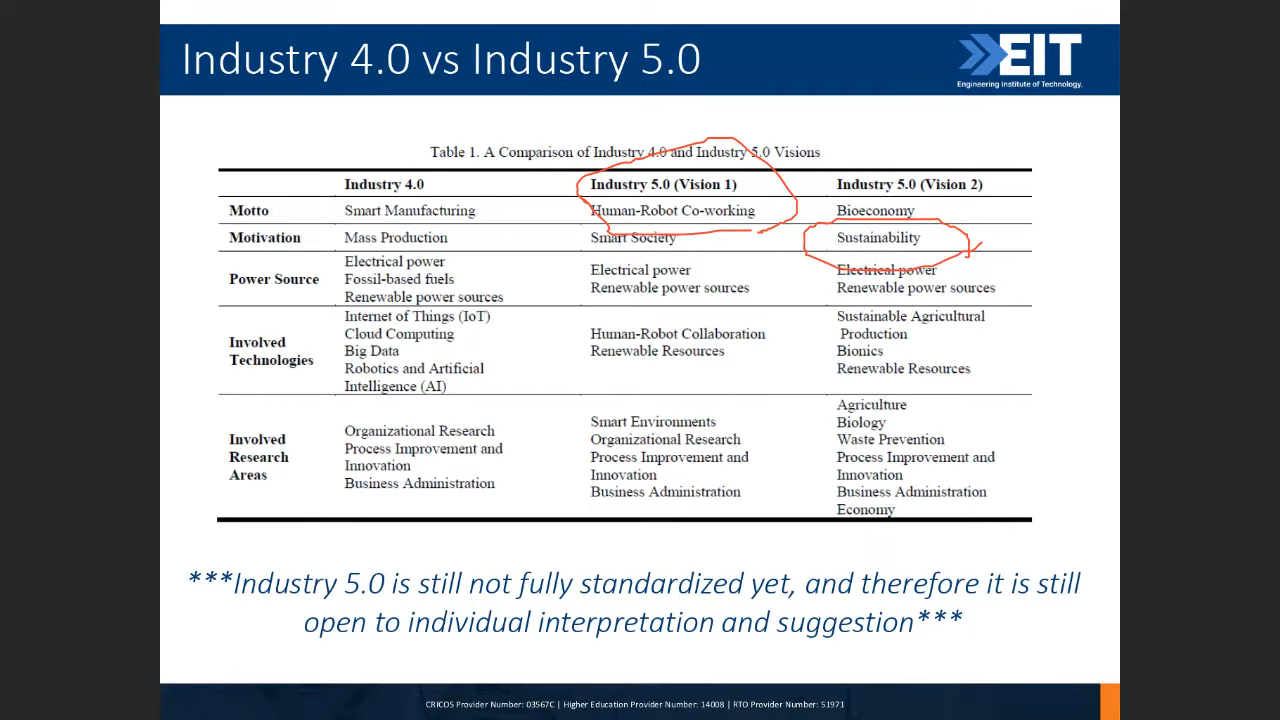 Industry 4.0 vs Industry 5.0
EIT
Engineering Institute of Technology.
Table 1. A Comparison of Industry 4.0 and Industry 5.0 Visions
Industry 4.0 Industry 5.0 (Vision 1) Industry 5.0 (Vision 2)
Motto Smart Manufacturing Human-Robot Co-working Bioeconomy
Motivation Mass Production Smart Society Sustainability
Power Source
Electrical power
Fossil-based fuels
Renewable power sources
Electrical power
Renewable power sources
Electrical power
Renewable power sources
Involved
Technologies
Internet of Things (IoT)
Cloud Computing
Big Data
Robotics and Artificial
Intelligence (AI)
Human-Robot Collaboration
Renewable Resources
Sustainable Agricultural
Production
Bionics
Renewable Resources
Involved
Research
Areas
Organizational Research
Process Improvement and
Innovation
Business Administration
Smart Environments
Organizational Research
Process Improvement and
Innovation
Business Administration
Agriculture
Biology
Waste Prevention
Process Improvement and
Innovation
Business Administration
Economy
***Industry 5.0 is still not fully standardized yet, and therefore it is still
open to individual interpretation and suggestion***
CRICOS Provider Number: 03567C | Higher Education Provider Number: 14008 | RTO Provider Number: 51971